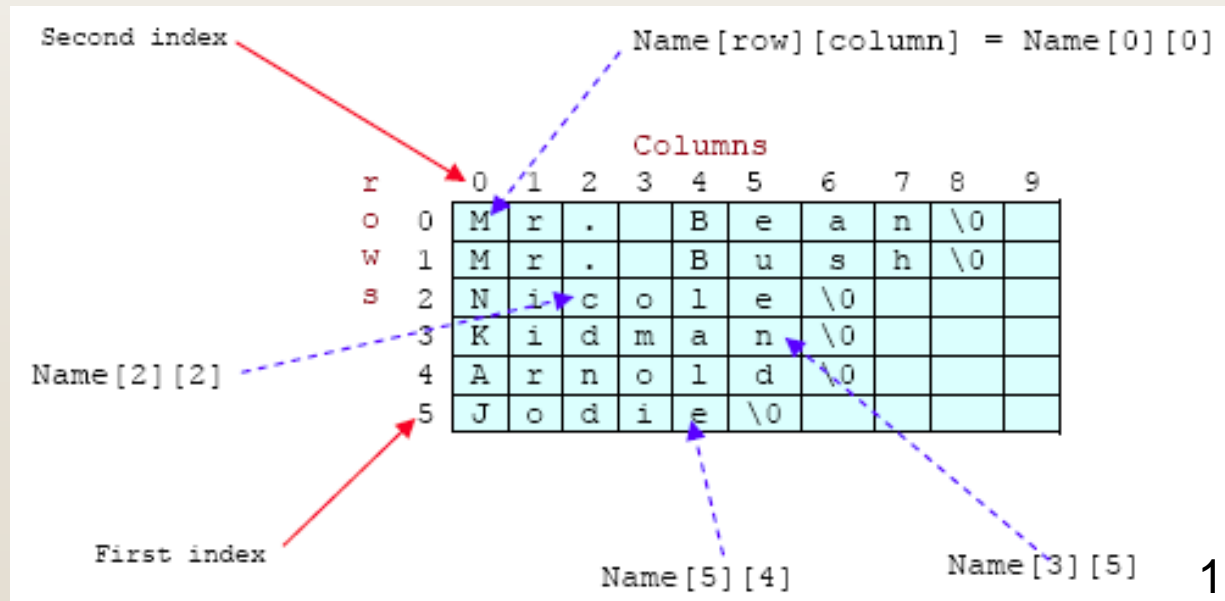 Second index
Name[row][column] = Name[0][0]
Columns
rows
0 1 2 3 4 5 6 7 8 9
0 M r . B e a n \0
1 M r . B u s h \0
2 N i c o l e \0
3 K i d m a n \0
4 A r n o l d \0
5 J o d i e \0
Name[2][2]
First index
Name[5][4]
Name[3][5]
1